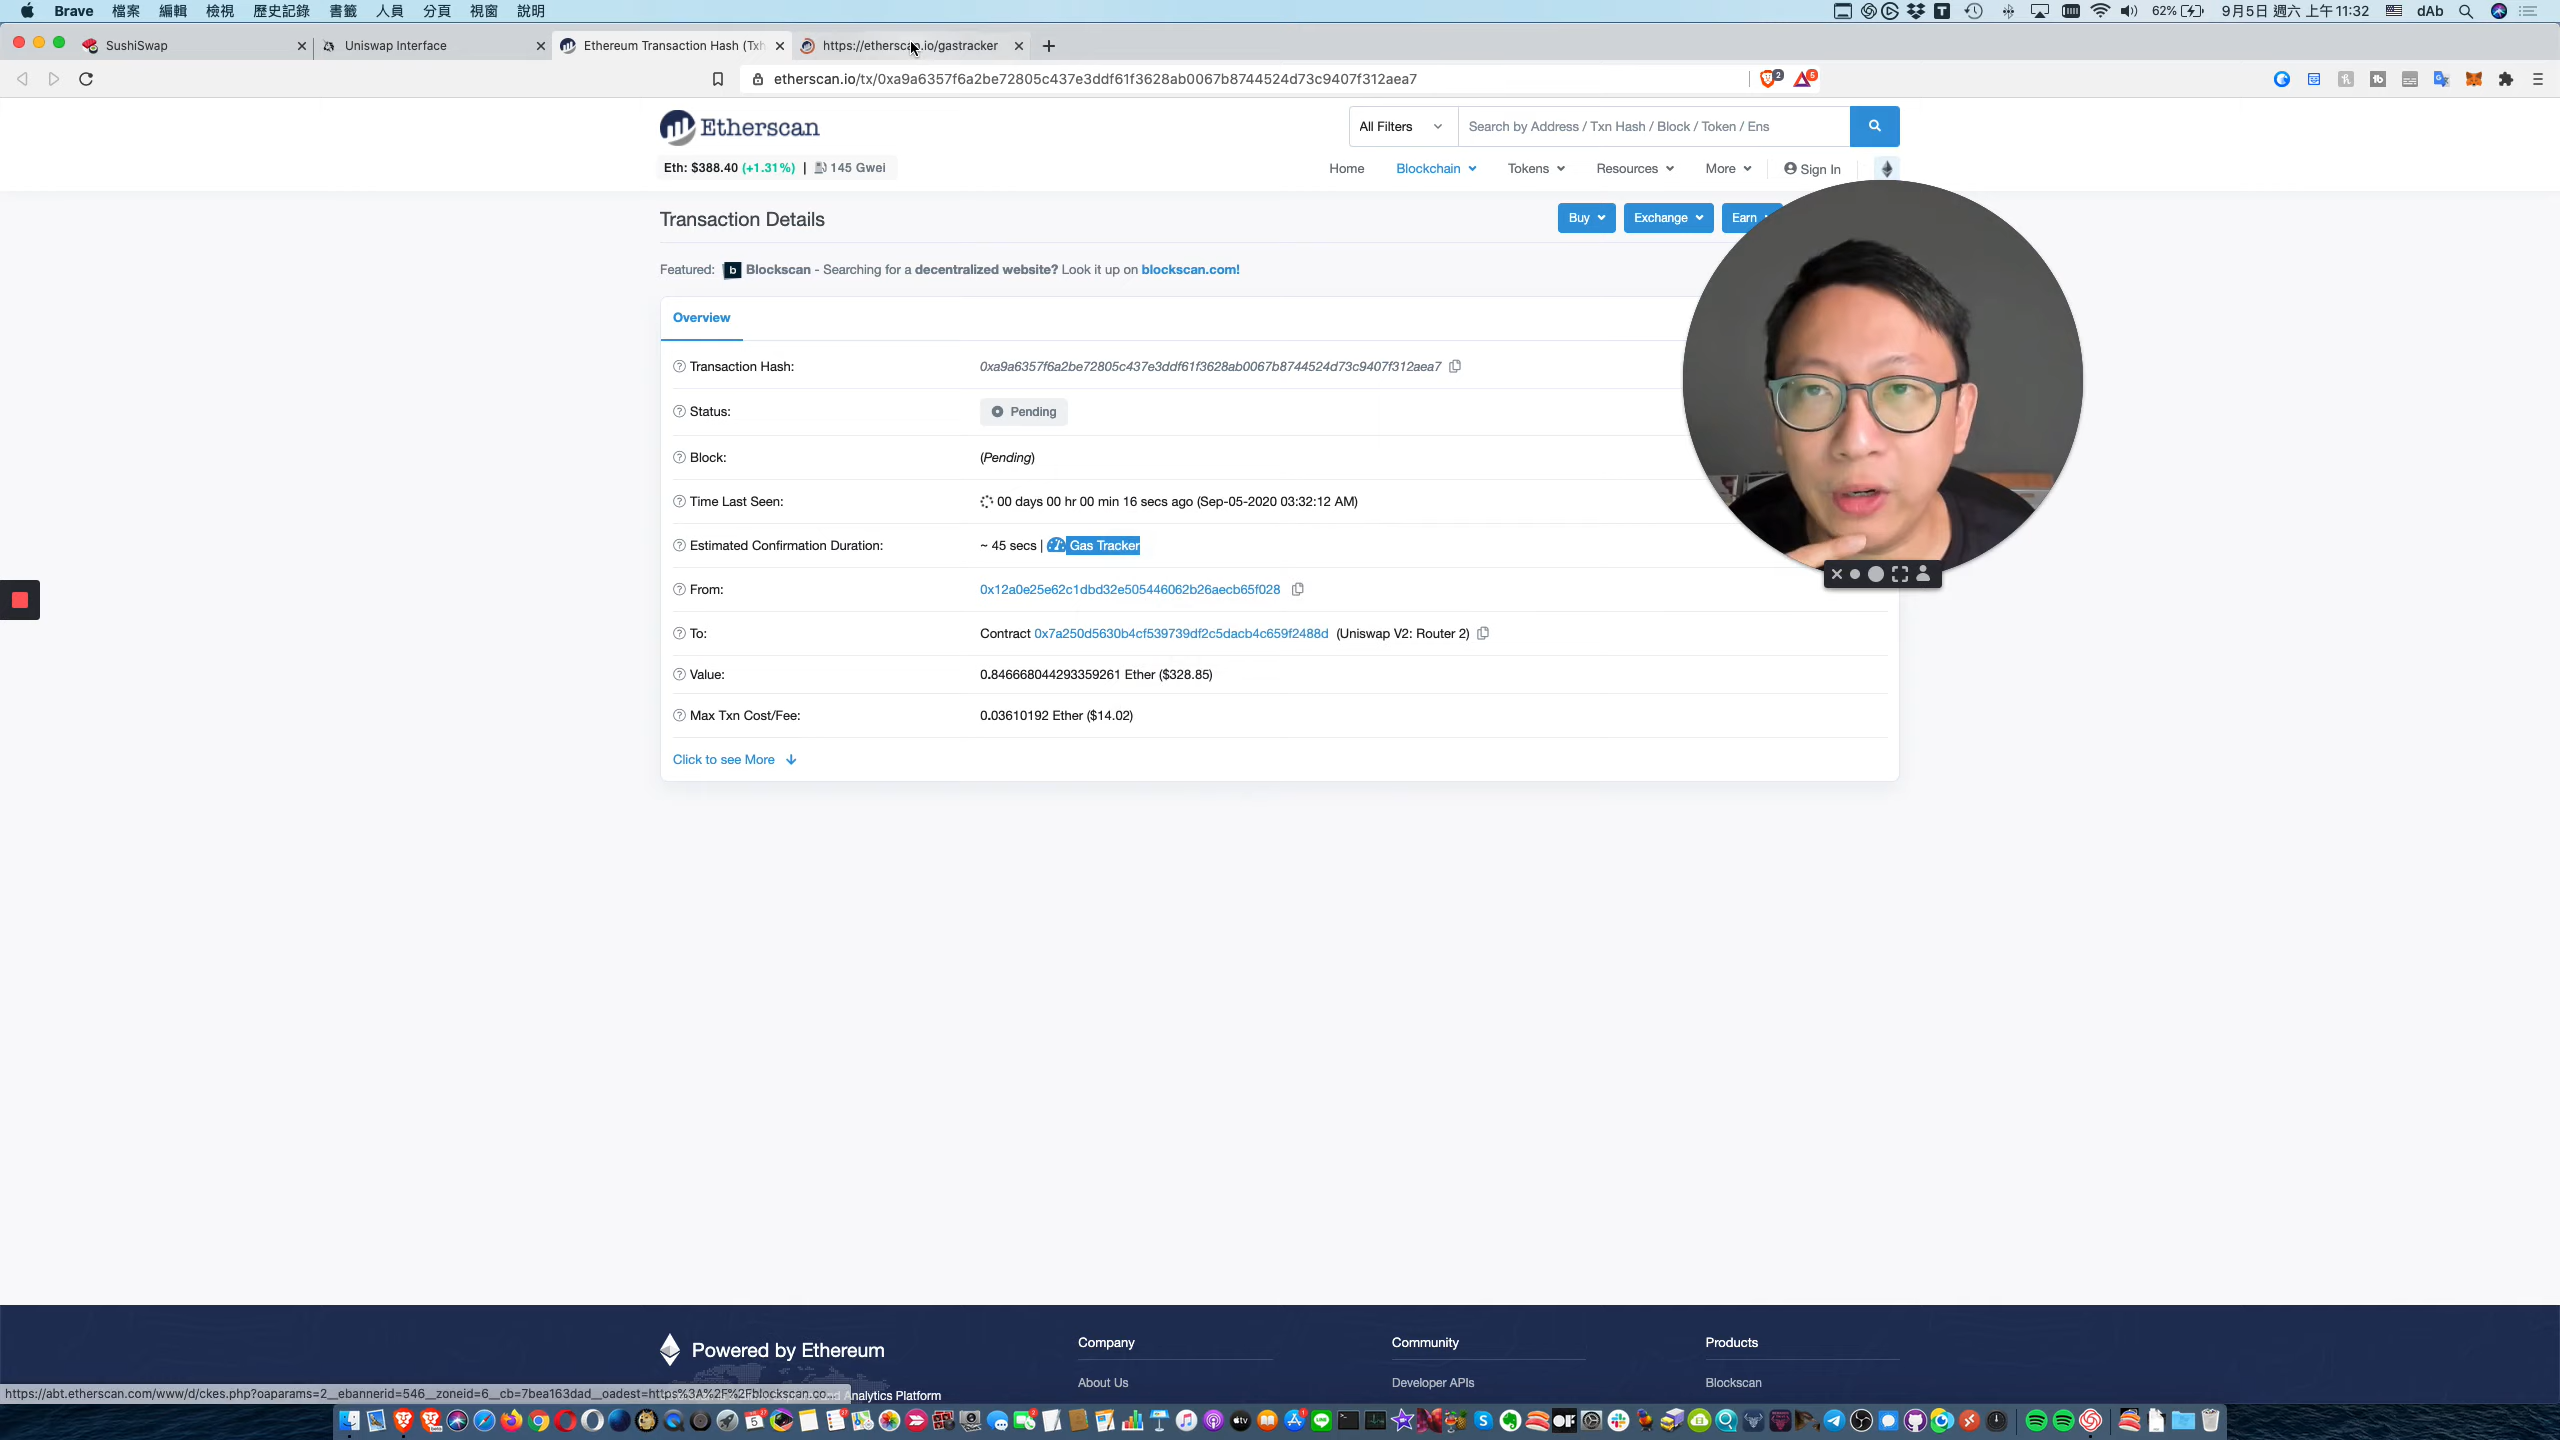 Brave 檔案 編輯 檢視 歷史記錄 書籤 人員 分頁 視窗 說明 62% 9月5日 週六 上午11:32 dAb
SushiSwap Uniswap Interface Ethereum Transaction Hash (Txh https://etherscan.io/gastracker
etherscan.io/tx/0xa9a6357f6a2be72805c437e3ddf61f3628ab0067b8744524d73c9407f312aea7 2 5
Etherscan
All Filters Search by Address / Txn Hash / Block / Token / Ens
Eth: $388.40 (+1.31%) | 145 Gwei
Home Blockchain Tokens Resources More Sign In
Transaction Details
Buy Exchange Earn
Featured: b Blockscan - Searching for a decentralized website? Look it up on blockscan.com!
Overview
Transaction Hash: 0xa9a6357f6a2be72805c437e3ddf61f3628ab0067b8744524d73c9407f312aea7
Status: Pending
Block: (Pending)
Time Last Seen: 00 days 00 hr 00 min 16 secs ago (Sep-05-2020 03:32:12 AM)
Estimated Confirmation Duration: ~ 45 secs | Gas Tracker
From: 0x12a0e25e62c1dbd32e505446062b26aecb65f028
To: Contract 0x7a250d5630b4cf539739df2c5dacb4c659f2488d (Uniswap V2: Router 2)
Value: 0.846668044293359261 Ether ($328.85)
Max Txn Cost/Fee: 0.03610192 Ether ($14.02)
Click to see More
Powered by Ethereum
Company Community Products
https://abt.etherscan.com/www/d/ckes.php?oaparams=2__ebannerid=546__zoneid=6__cb=7bea163dad__oadest=https%3A%2F%2Fblockscan.co...
Analytics Platform
About Us Developer APIs Blockscan